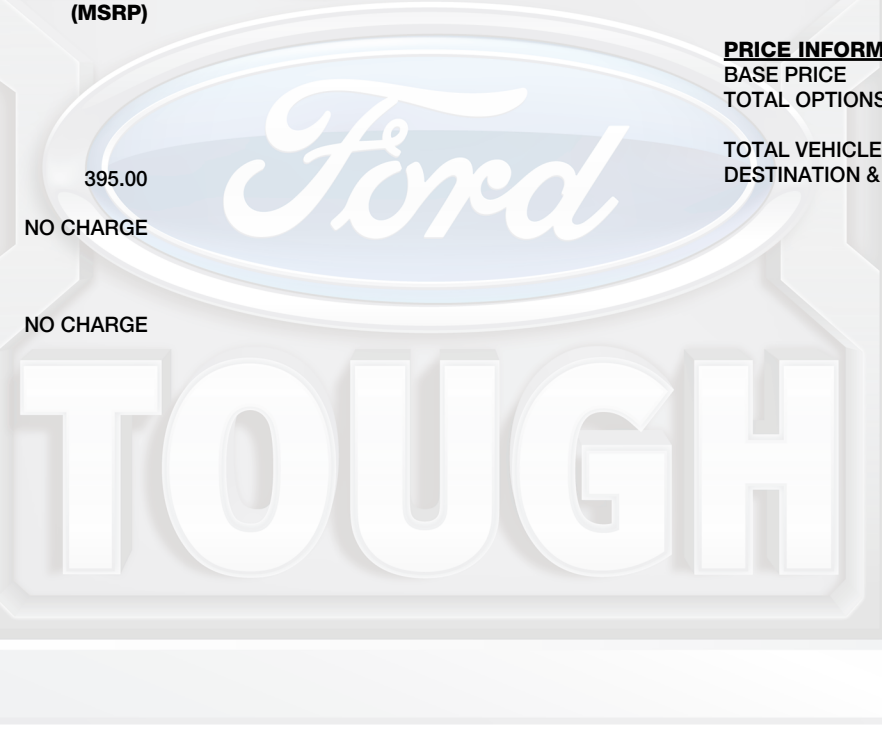 (MSRP)
395.00
NO CHARGE
NO CHARGE
PRICE INFORM
BASE PRICE
TOTAL OPTIONS
TOTAL VEHICLE
DESTINATION &
Ford
TOUGH